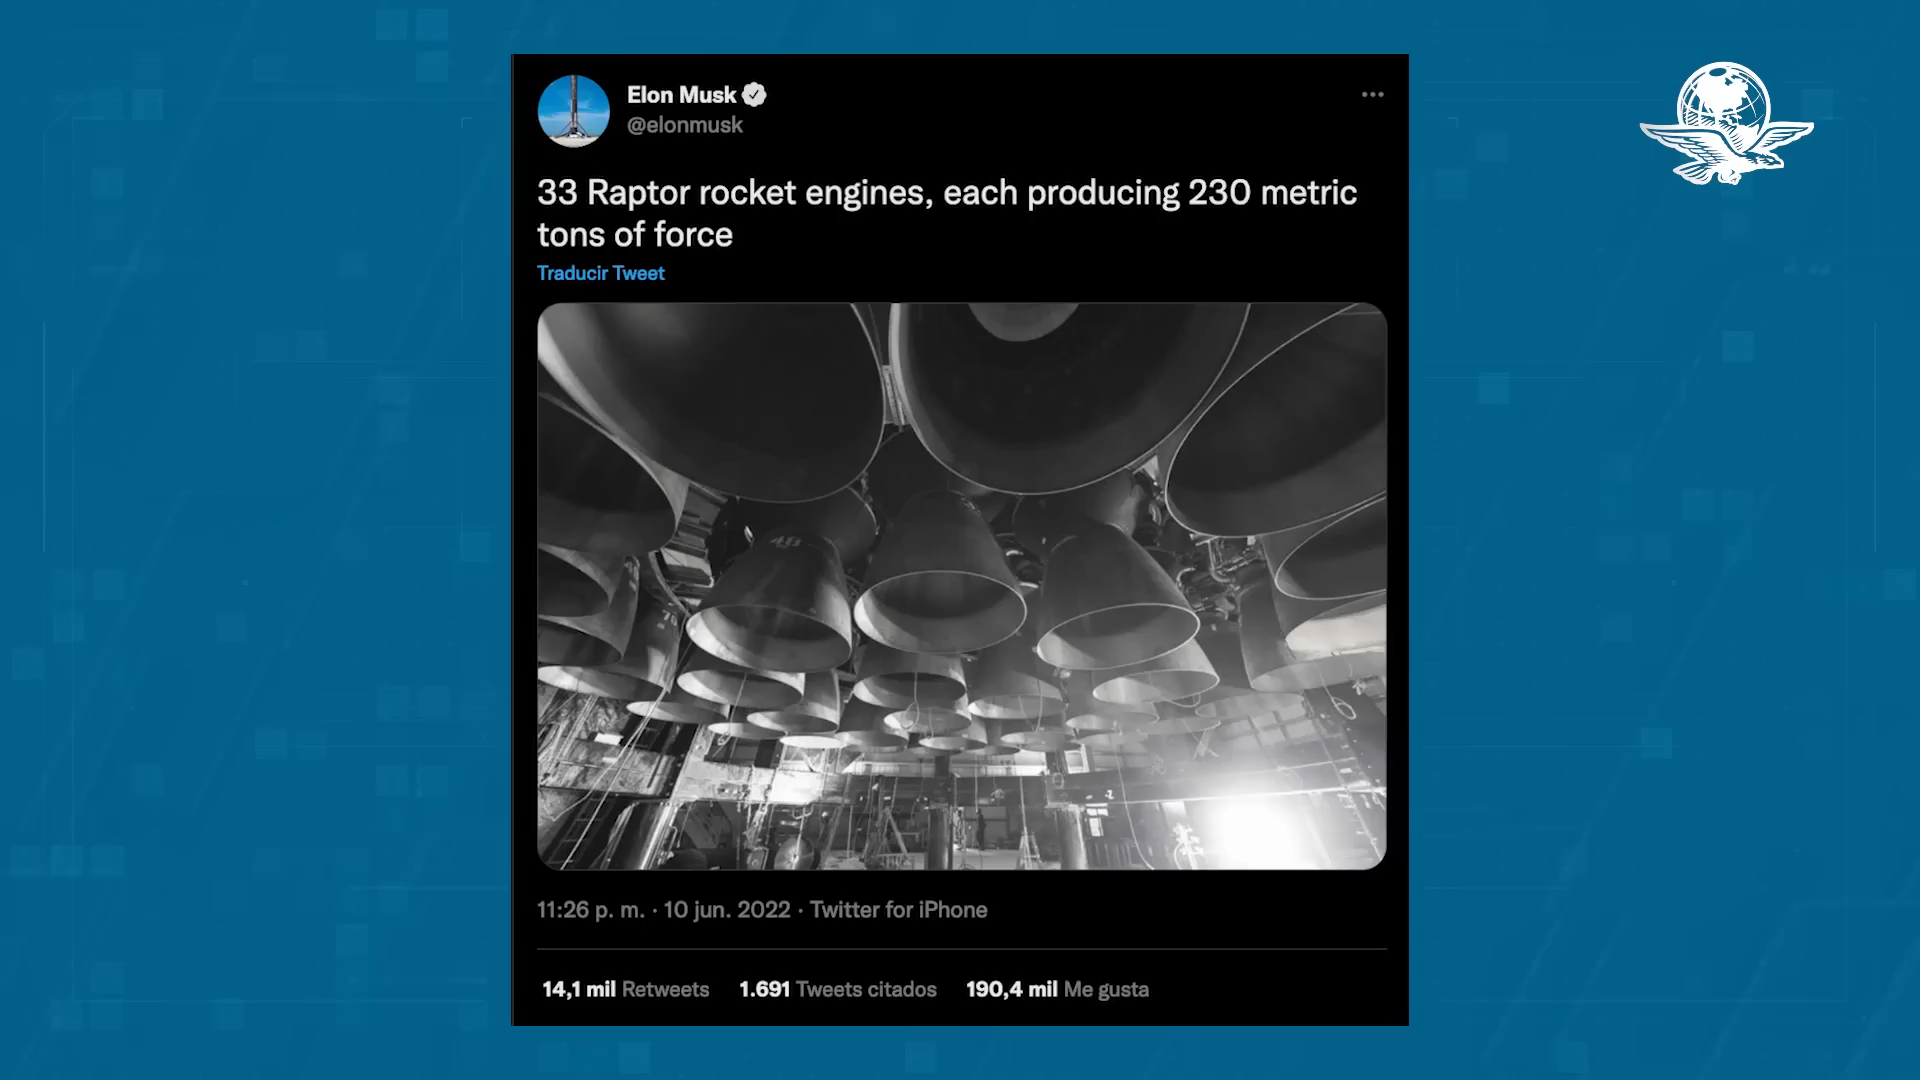 Elon Musk
@elonmusk
33 Raptor rocket engines, each producing 230 metric
tons of force
Traducir Tweet
48
11:26 p. m. · 10 jun. 2022 · Twitter for iPhone
14,1 mil Retweets 1.691 Tweets citados 190,4 mil Me gusta